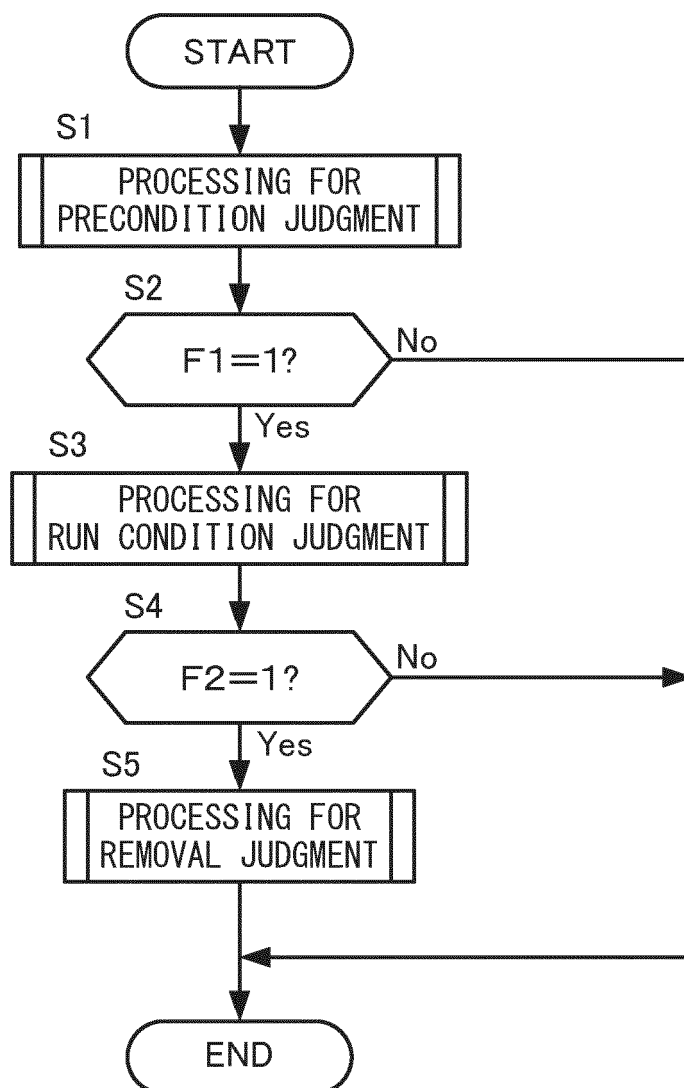 START
S1
PROCESSING FOR
PRECONDITION JUDGMENT
S2
F1=1?
No
Yes
S3
PROCESSING FOR
RUN CONDITION JUDGMENT
S4
F2=1?
No
Yes
S5
PROCESSING FOR
REMOVAL JUDGMENT
END